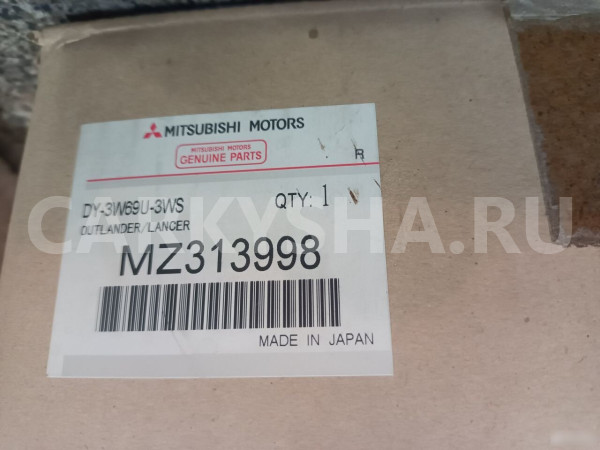 MITSUBISHI MOTORS
MITSUBISHI MOTORS
GENUINE PARTS
R
DY-3W69U-3WS QTY: 1
OUTLANDER/LANCER
CARKYSHA.RU
MZ313998
MADE IN JAPAN